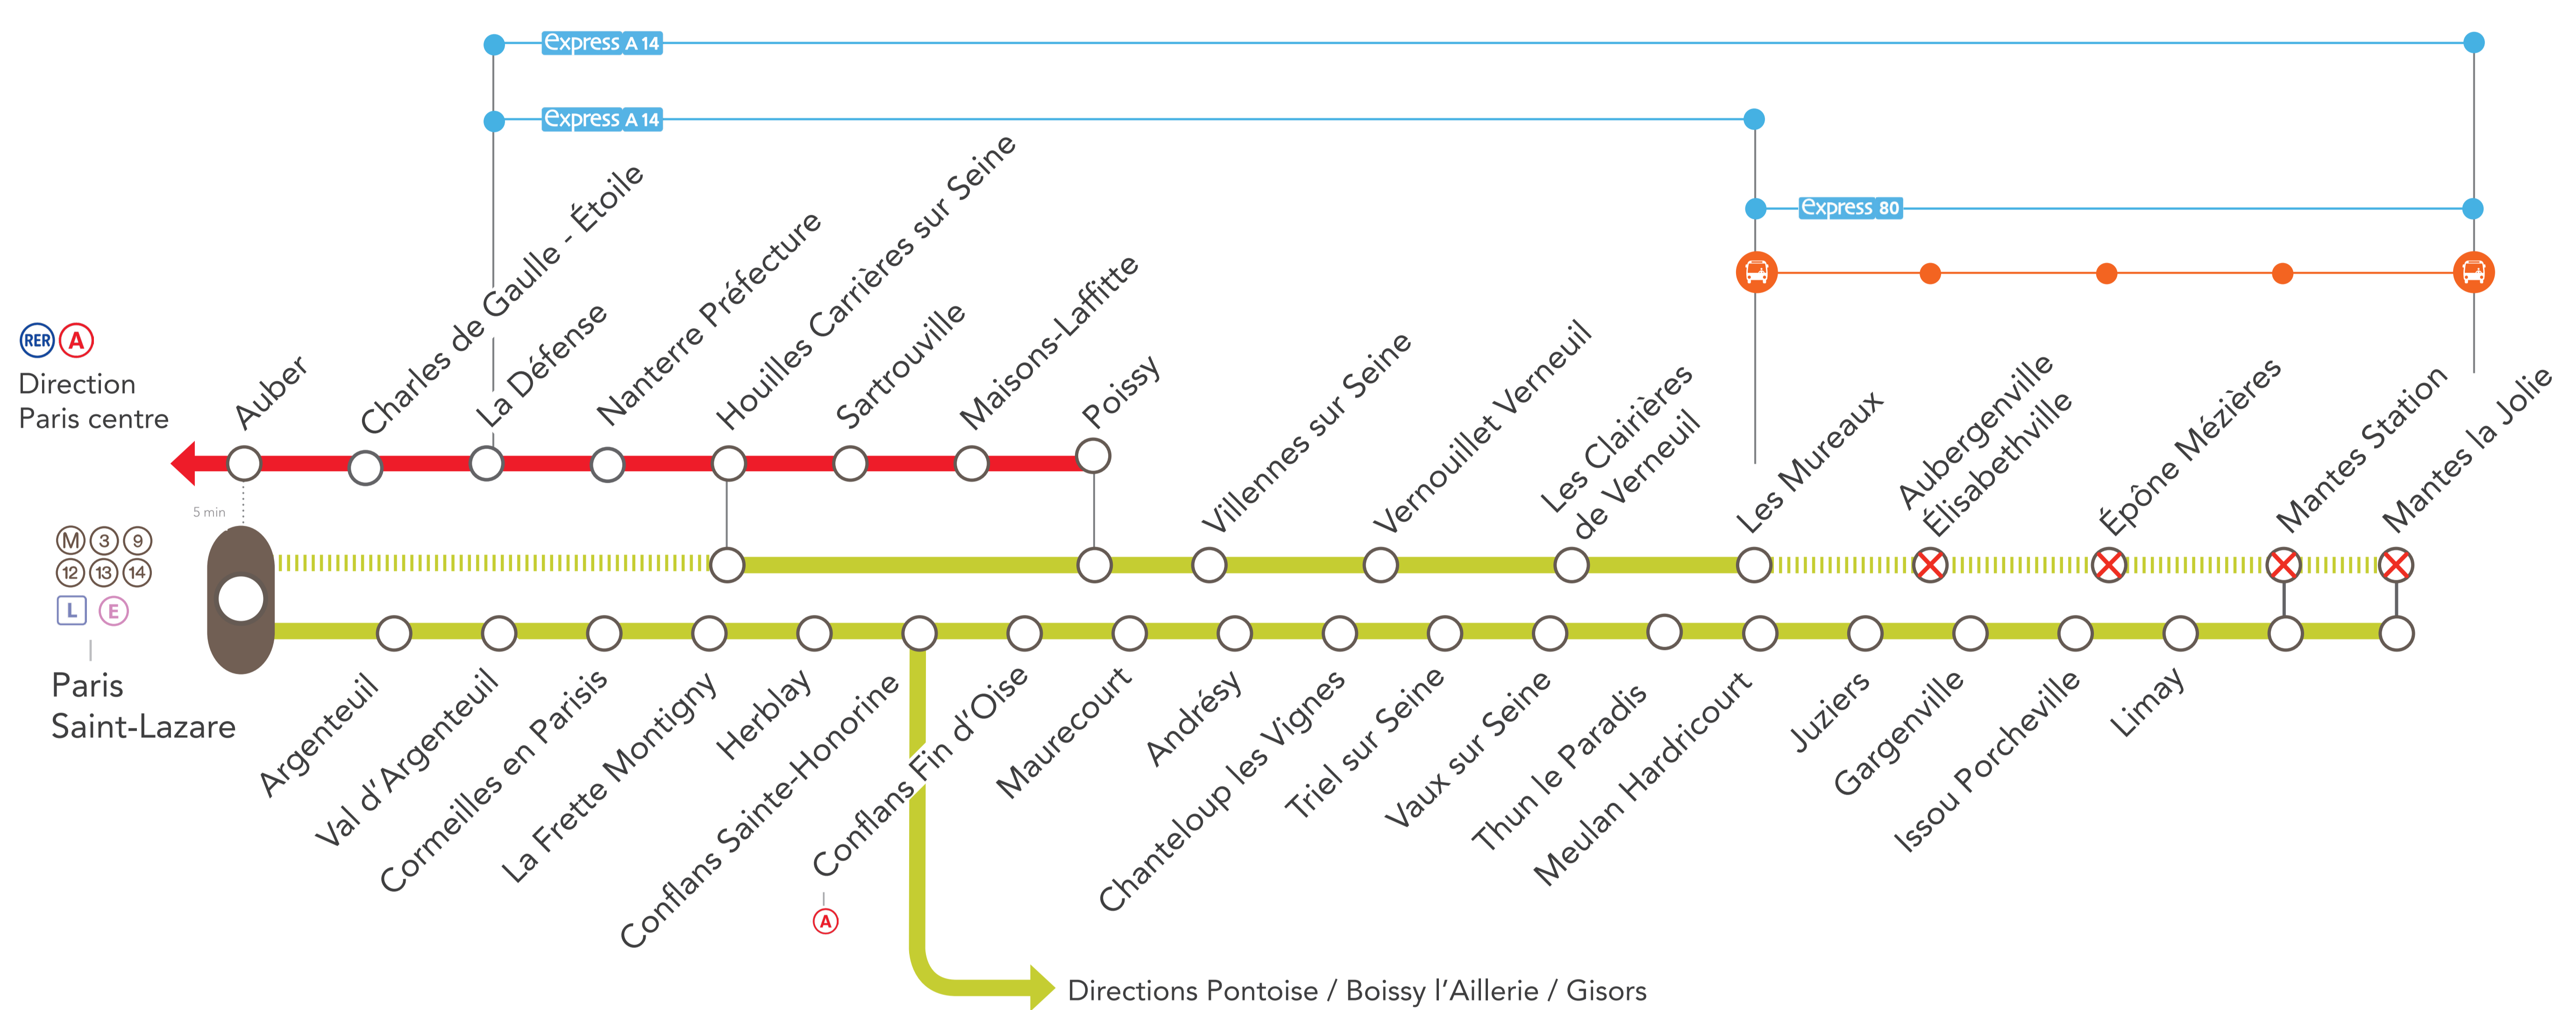 express A 14
express A 14
express 80
RER A
Direction
Paris centre
Auber
Charles de Gaulle - Étoile
La Défense
Nanterre Préfecture
Houilles Carrières sur Seine
Sartrouville
Maisons-Laffitte
Poissy
Villennes sur Seine
Vernouillet Verneuil
Les Clairières
de Verneuil
Les Mureaux
Aubergenville
Élisabethville
Épône Mézières
Mantes Station
Mantes la Jolie
5 min
M 3 9
12 13 14
L E
Paris
Saint-Lazare
Argenteuil
Val d'Argenteuil
Cormeilles en Parisis
La Frette Montigny
Herblay
Conflans Sainte-Honorine
Conflans Fin d'Oise
A
Maurecourt
Andrésy
Chanteloup les Vignes
Triel sur Seine
Vaux sur Seine
Thun le Paradis
Meulan Hardricourt
Juziers
Gargenville
Issou Porcheville
Limay
Directions Pontoise / Boissy l'Aillerie / Gisors